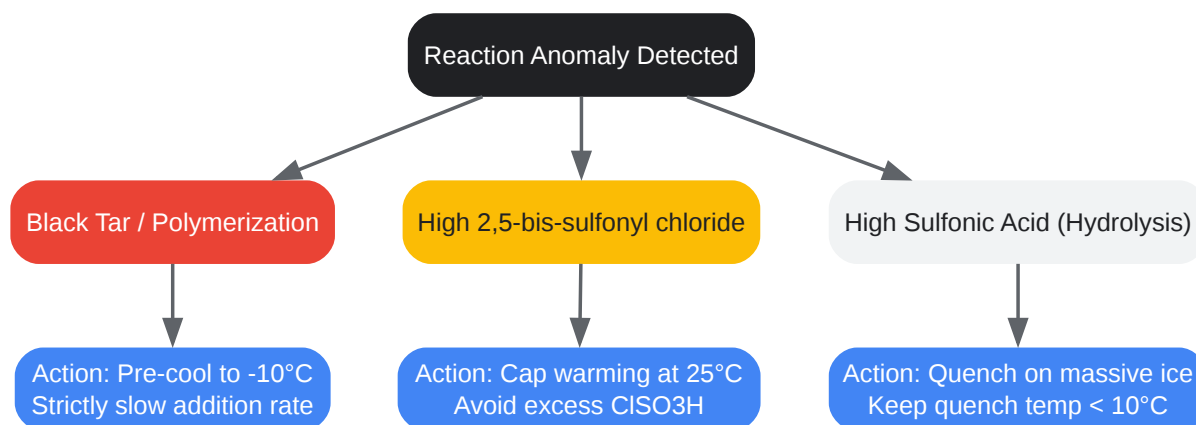 Reaction Anomaly Detected
Black Tar / Polymerization
High 2,5-bis-sulfonyl chloride
High Sulfonic Acid (Hydrolysis)
Action: Pre-cool to -10°C
Strictly slow addition rate
Action: Cap warming at 25°C
Avoid excess ClSO3H
Action: Quench on massive ice
Keep quench temp < 10°C